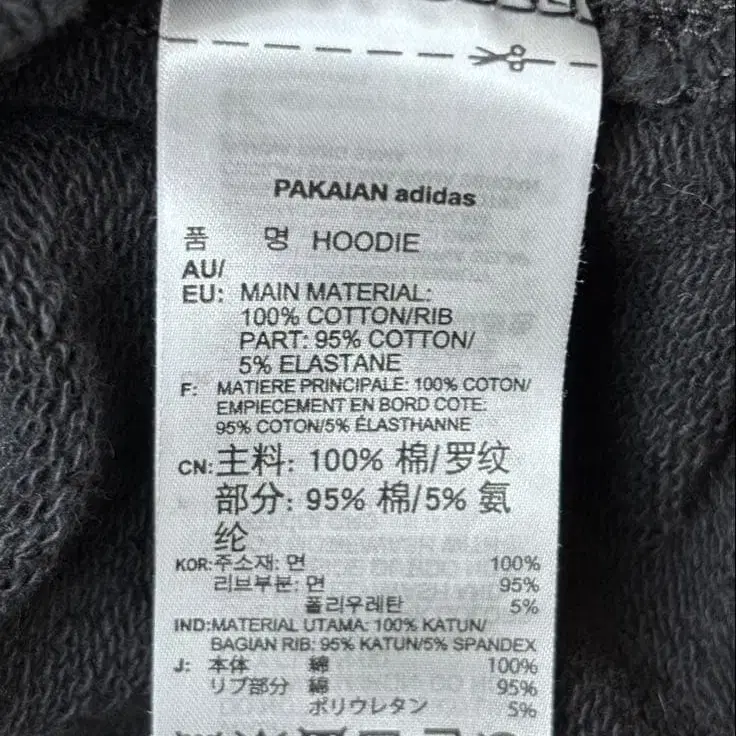 PAKAIAN adidas
품 명 HOODIE
AU/
EU: MAIN MATERIAL:
100% COTTON/RIB
PART: 95% COTTON/
5% ELASTANE
F: MATIERE PRINCIPALE: 100% COTON/
EMPIECEMENT EN BORD COTE:
95% COTON/5% ÉLASTHANNE
CN:主料: 100% 棉/罗纹
部分: 95% 棉/5% 氨
纶
KOR:주소재: 면 100%
리브부분: 면 95%
폴리우레탄 5%
IND:MATERIAL UTAMA: 100% KATUN/
BAGIAN RIB: 95% KATUN/5% SPANDEX
J: 本体 綿 100%
リブ部分 綿 95%
ポリウレタン 5%